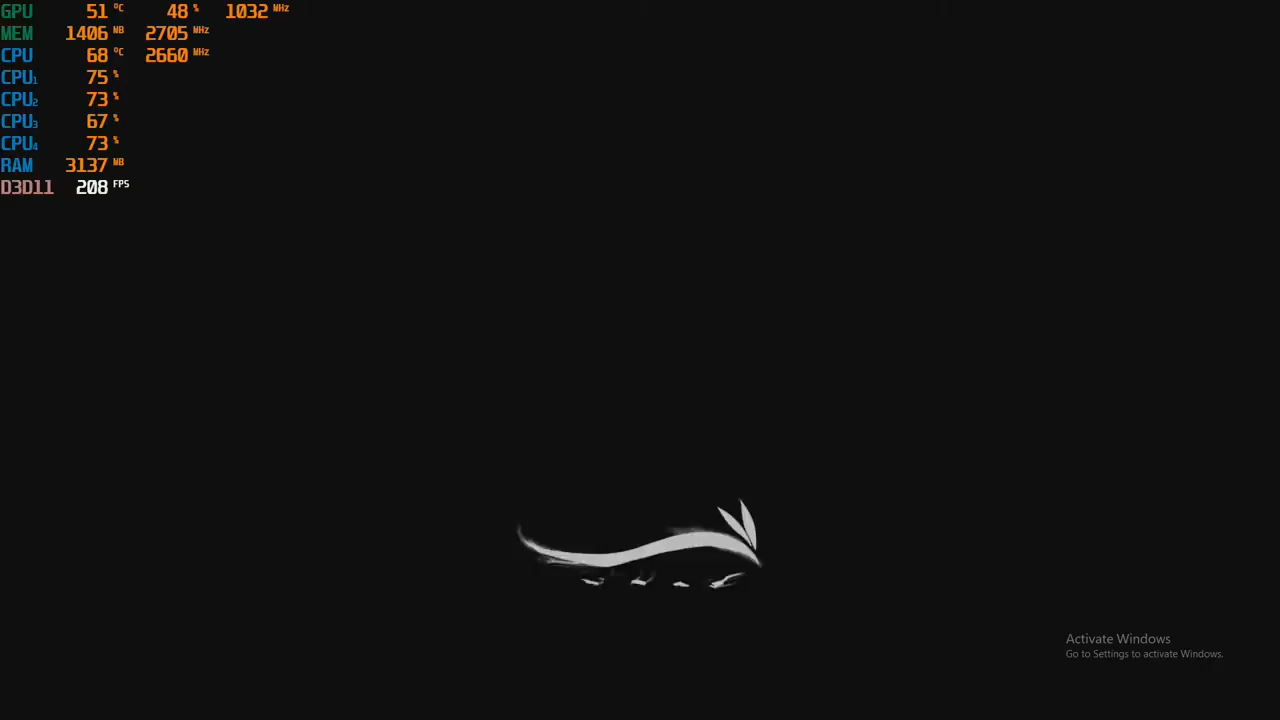 GPU 51 °C 48 % 1032 MHz
MEM 1406 MB 2705 MHz
CPU 68 °C 2660 MHz
CPU1 75 %
CPU2 73 %
CPU3 67 %
CPU4 73 %
RAM 3137 MB
D3D11 208 FPS
Activate Windows
Go to Settings to activate Windows.